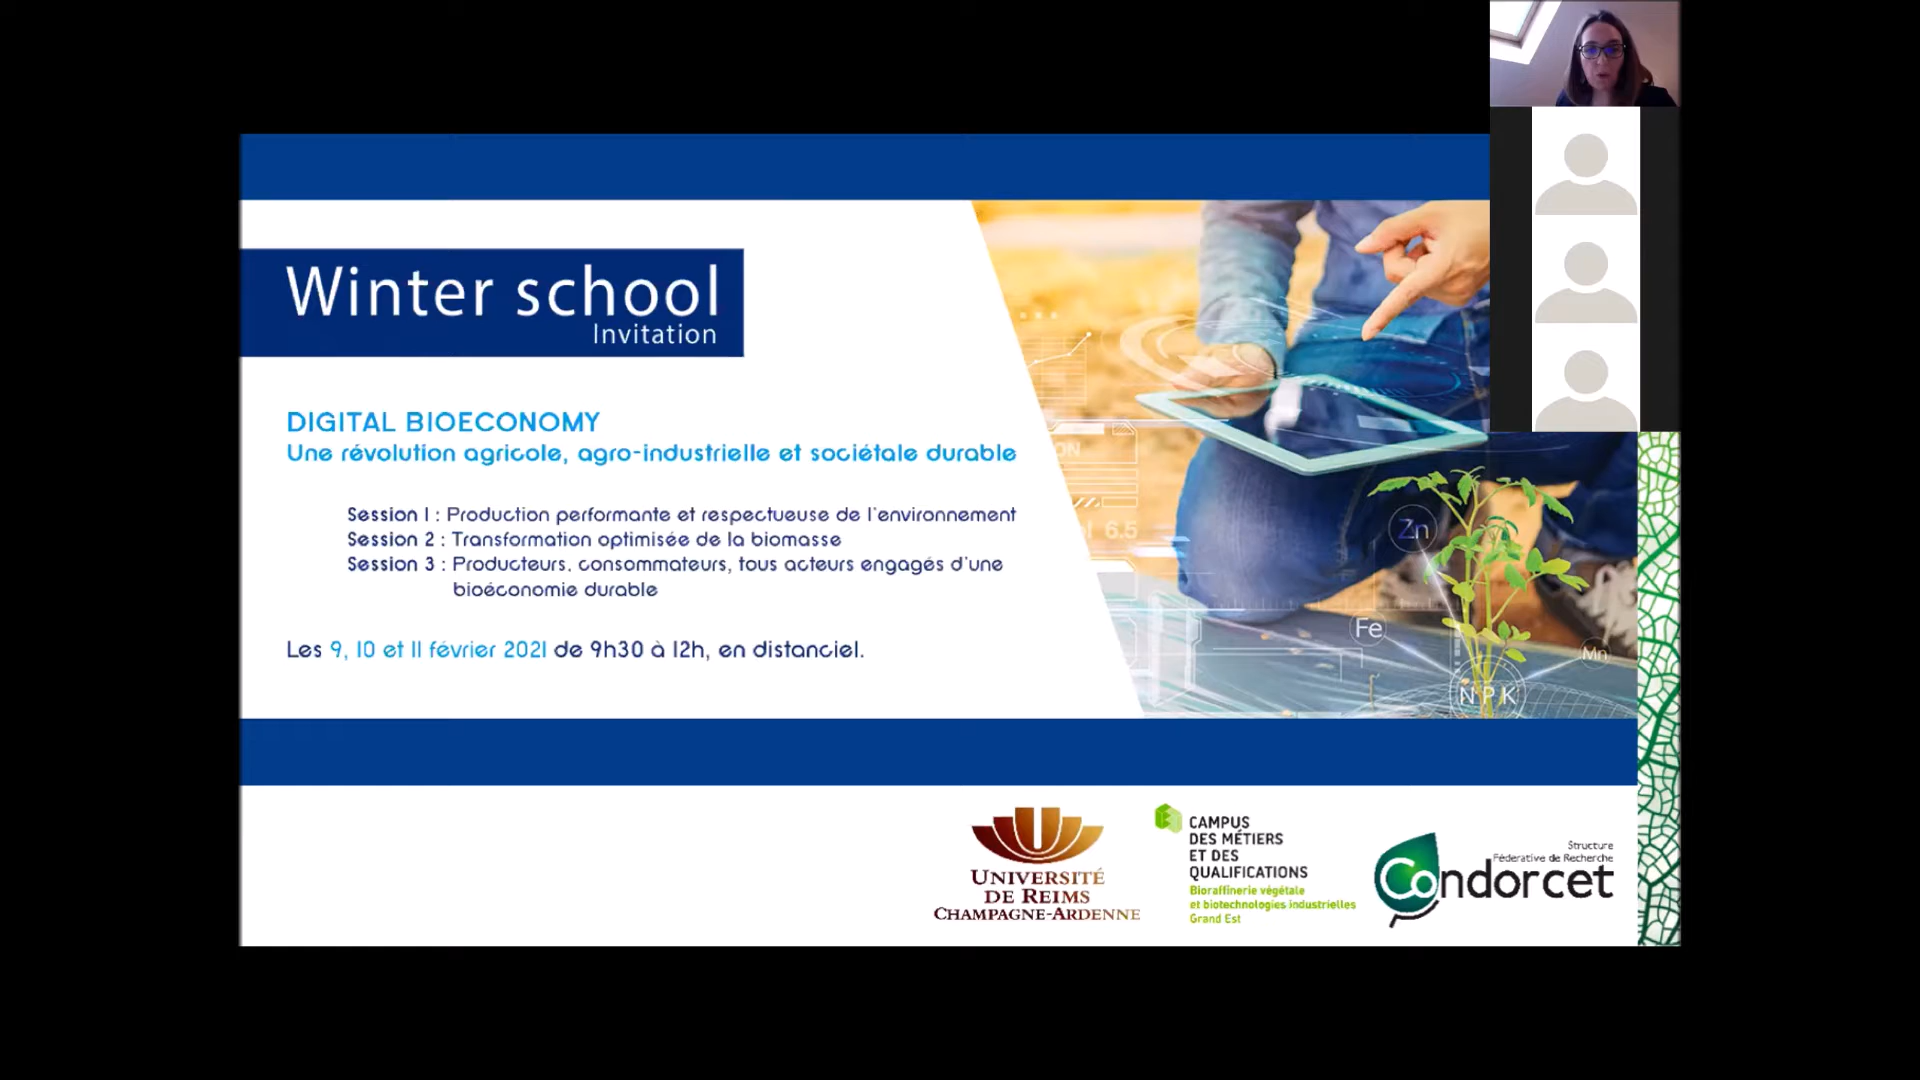 Winter school
Invitation
DIGITAL BIOECONOMY
Une révolution agricole, agro-industrielle et sociétale durable
Session 1 : Production performante et respectueuse de l'environnement
Session 2 : Transformation optimisée de la biomasse
Session 3 : Producteurs, consommateurs, tous acteurs engagés d'une
bioéconomie durable
Les 9, 10 et 11 février 2021 de 9h30 à 12h, en distanciel.
ON
6.5
Zn
Fe
Mn
N P K
UNIVERSITÉ
DE REIMS
CHAMPAGNE-ARDENNE
CAMPUS
DES MÉTIERS
ET DES
QUALIFICATIONS
Bioraffinerie végétale
et biotechnologies industrielles
Grand Est
Structure
Fédérative de Recherche
Condorcet